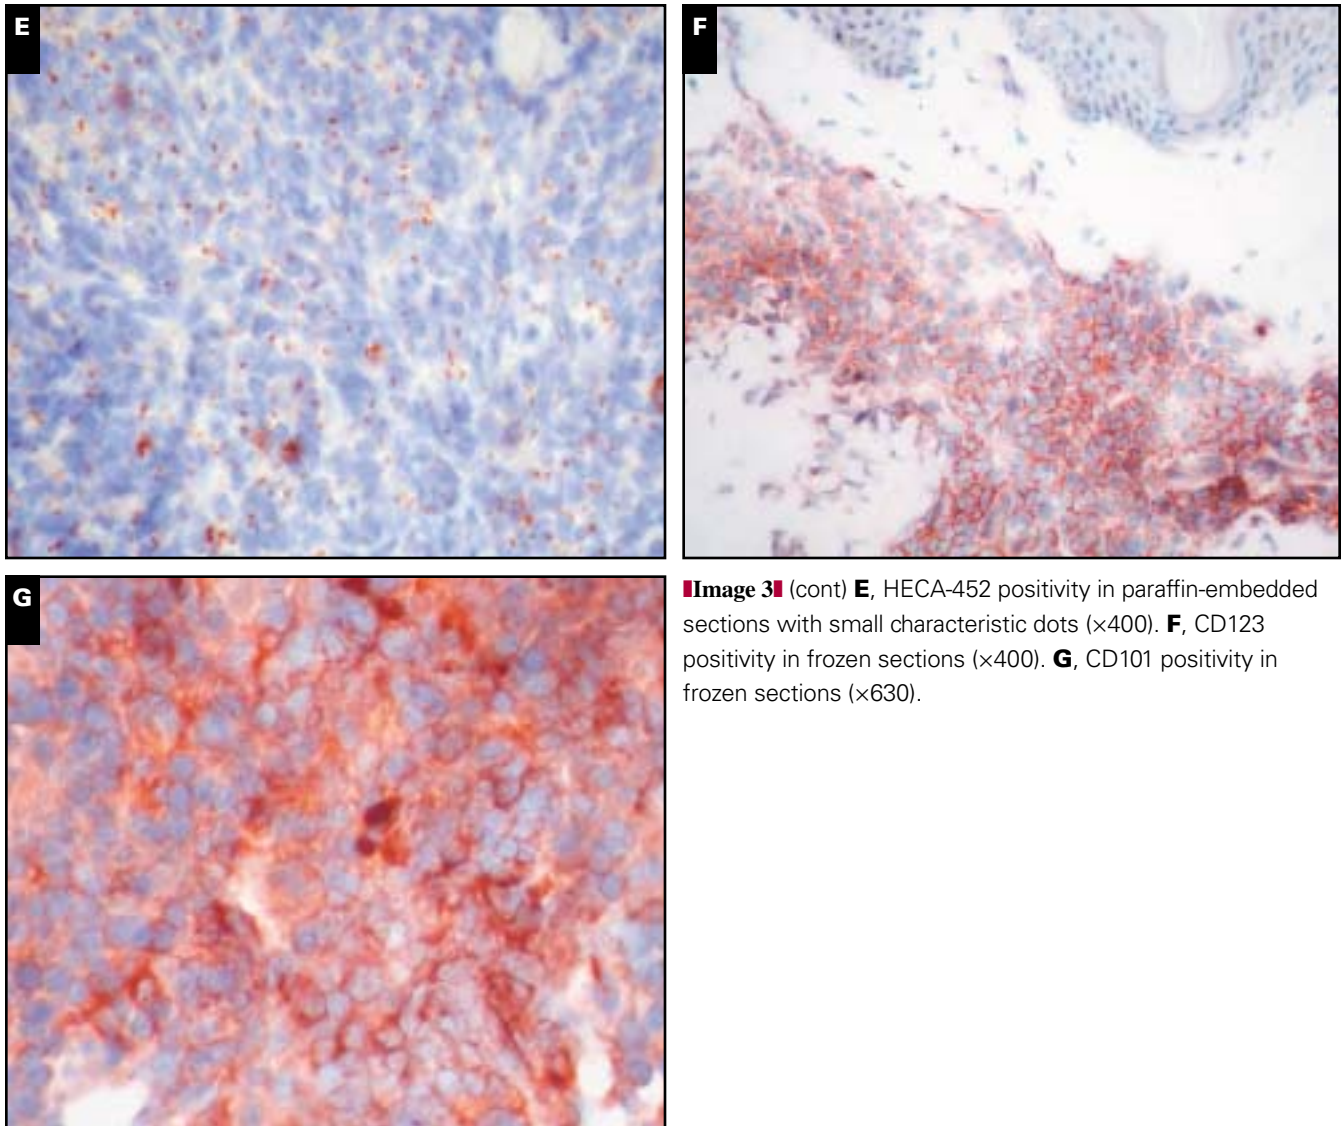 E
F
G
Image 3 (cont) E, HECA-452 positivity in paraffin-embedded
sections with small characteristic dots (×400). F, CD123
positivity in frozen sections (×400). G, CD101 positivity in
frozen sections (×630).